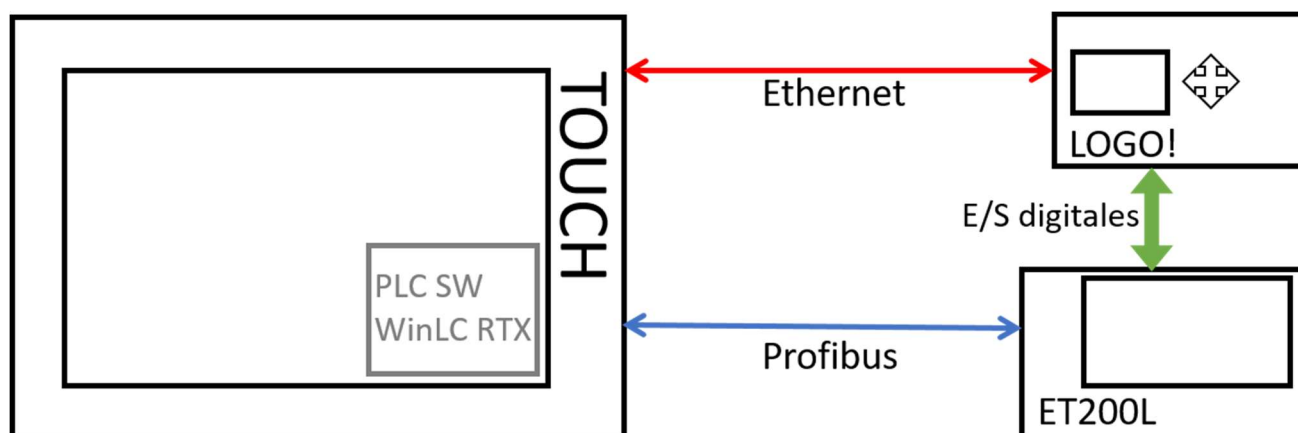 TOUCH
PLC SW
WinLC RTX
Ethernet
LOGO!
E/S digitales
Profibus
ET200L